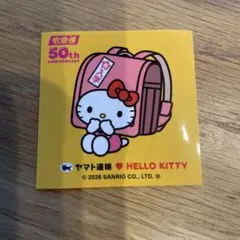 宅急便
50th
ANNIVERSARY
ヤマト運輸 ♥ HELLO KITTY
© 2026 SANRIO CO., LTD.